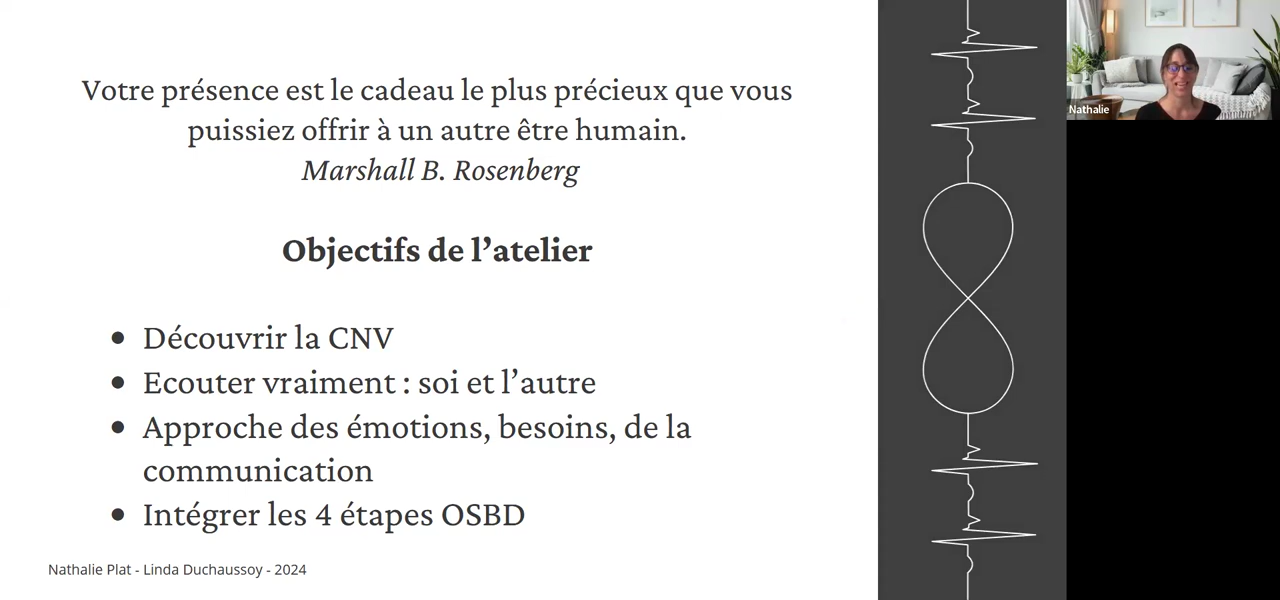 Votre présence est le cadeau le plus précieux que vous
puissiez offrir à un autre être humain.
Marshall B. Rosenberg
Objectifs de l’atelier
• Découvrir la CNV
• Ecouter vraiment : soi et l’autre
• Approche des émotions, besoins, de la
communication
• Intégrer les 4 étapes OSBD
Nathalie Plat - Linda Duchaussoy - 2024
Nathalie